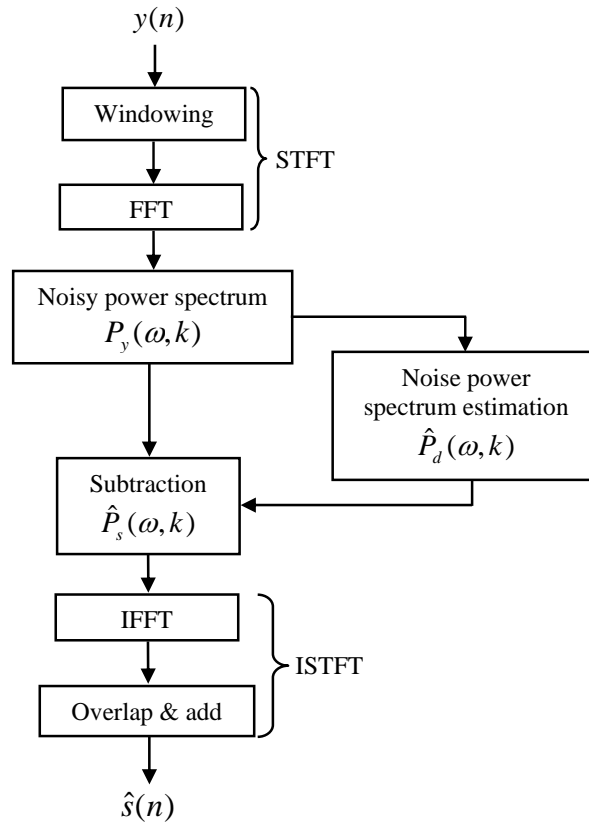 y(n)
Windowing
STFT
FFT
Noisy power spectrum
P_y(ω,k)
Noise power
spectrum estimation
P̂_d(ω,k)
Subtraction
P̂_s(ω,k)
IFFT
ISTFT
Overlap & add
ŝ(n)